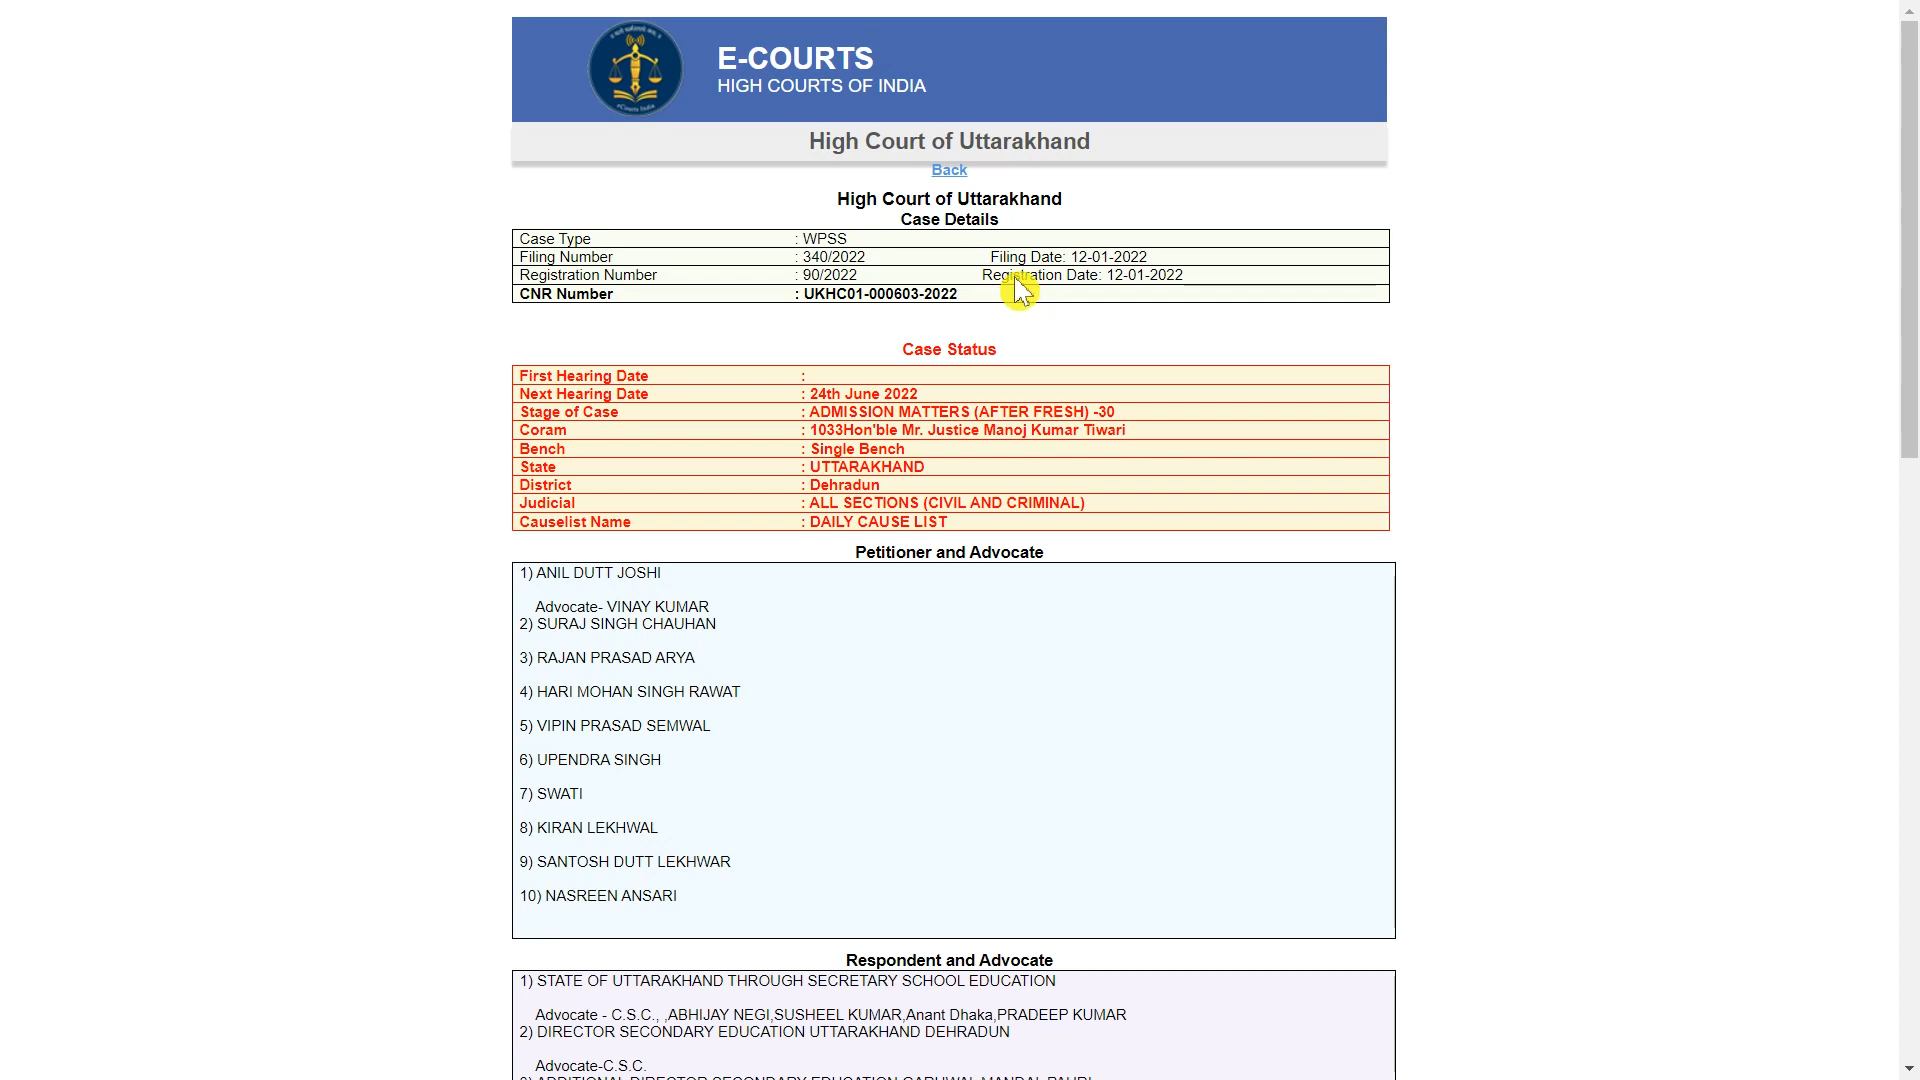 E-COURTS
HIGH COURTS OF INDIA
High Court of Uttarakhand
Back
High Court of Uttarakhand
Case Details
Case Type : WPSS
Filing Number : 340/2022 Filing Date: 12-01-2022
Registration Number : 90/2022 Registration Date: 12-01-2022
CNR Number : UKHC01-000603-2022
Case Status
First Hearing Date :
Next Hearing Date : 24th June 2022
Stage of Case : ADMISSION MATTERS (AFTER FRESH) -30
Coram : 1033Hon'ble Mr. Justice Manoj Kumar Tiwari
Bench : Single Bench
State : UTTARAKHAND
District : Dehradun
Judicial : ALL SECTIONS (CIVIL AND CRIMINAL)
Causelist Name : DAILY CAUSE LIST
Petitioner and Advocate
1) ANIL DUTT JOSHI
Advocate- VINAY KUMAR
2) SURAJ SINGH CHAUHAN
3) RAJAN PRASAD ARYA
4) HARI MOHAN SINGH RAWAT
5) VIPIN PRASAD SEMWAL
6) UPENDRA SINGH
7) SWATI
8) KIRAN LEKHWAL
9) SANTOSH DUTT LEKHWAR
10) NASREEN ANSARI
Respondent and Advocate
1) STATE OF UTTARAKHAND THROUGH SECRETARY SCHOOL EDUCATION
Advocate - C.S.C., ,ABHIJAY NEGI,SUSHEEL KUMAR,Anant Dhaka,PRADEEP KUMAR
2) DIRECTOR SECONDARY EDUCATION UTTARAKHAND DEHRADUN
Advocate-C.S.C.